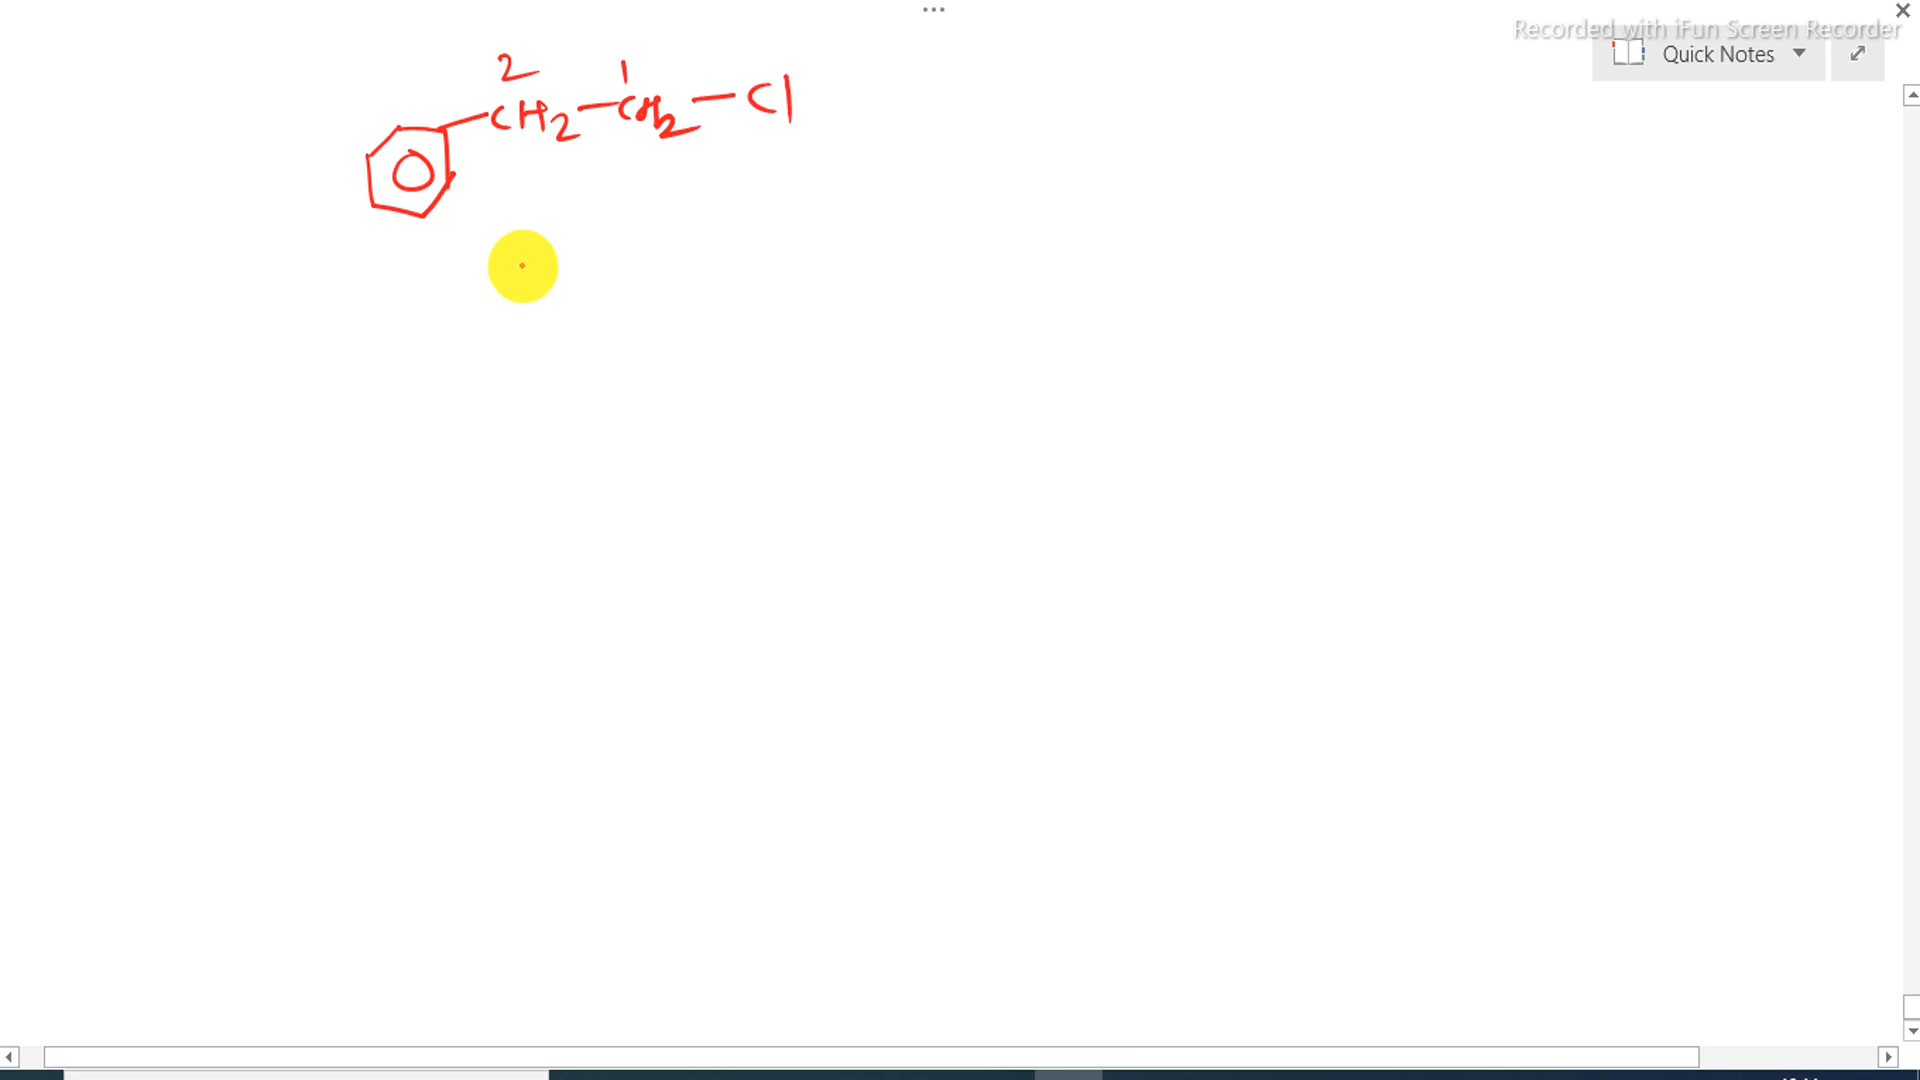 Recorded with iFun Screen Recorder
Quick Notes
2 1
CH2 — CH2 — Cl